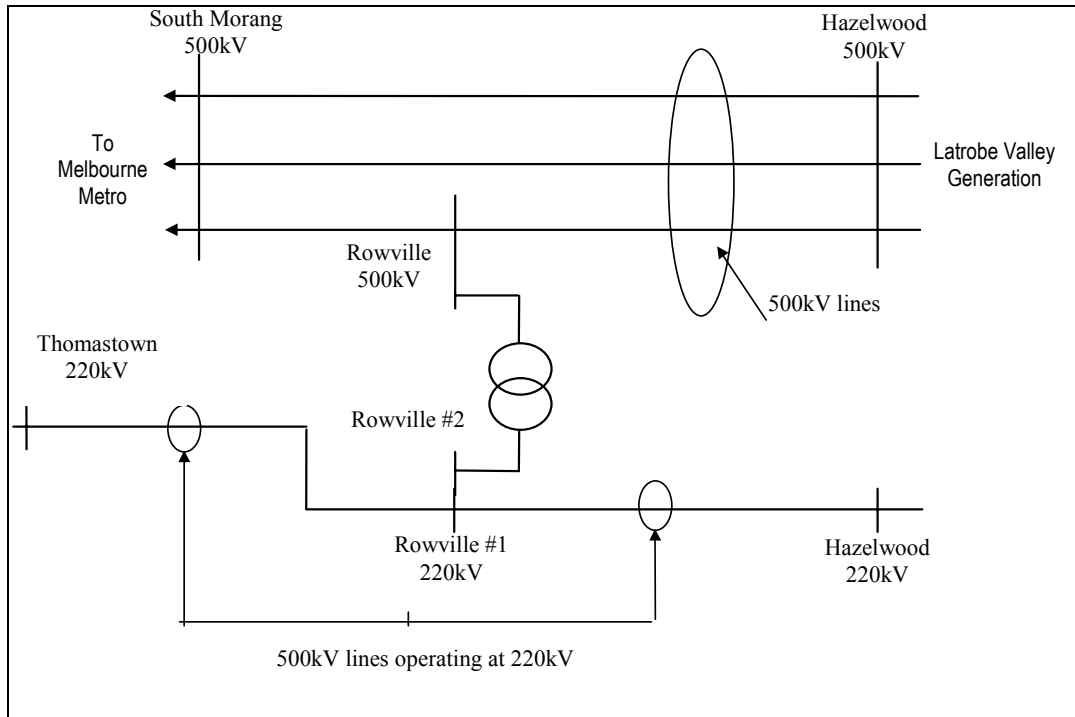 South Morang
500kV
Hazelwood
500kV
To
Melbourne
Metro
Latrobe Valley
Generation
Rowville
500kV
500kV lines
Thomastown
220kV
Rowville #2
Rowville #1
220kV
Hazelwood
220kV
500kV lines operating at 220kV